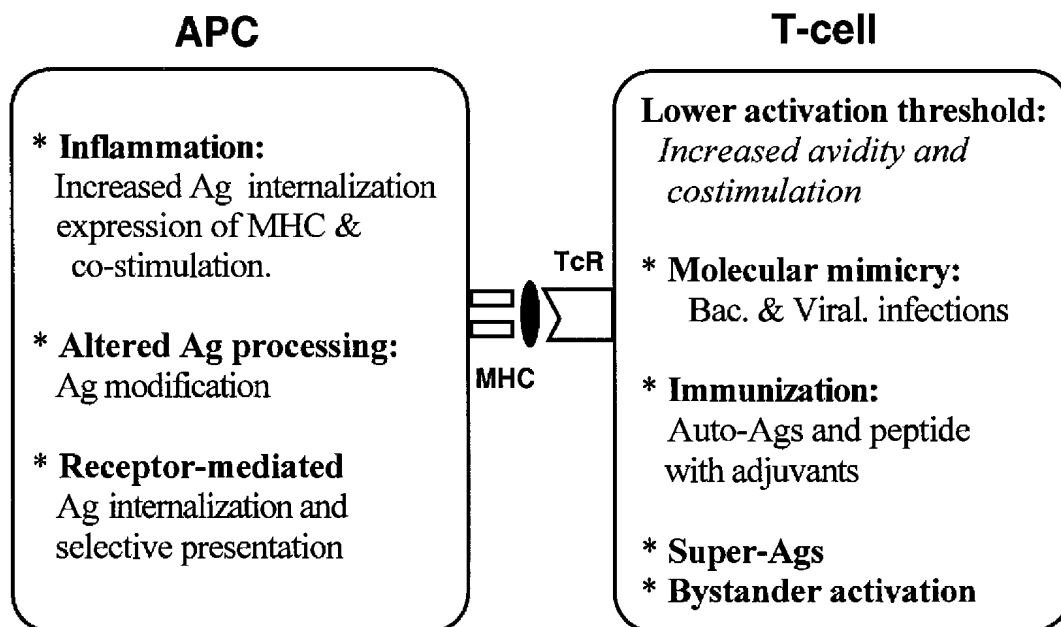 APC
* Inflammation:
Increased Ag internalization
expression of MHC &
co-stimulation.
* Altered Ag processing:
Ag modification
* Receptor-mediated
Ag internalization and
selective presentation
TcR
MHC
T-cell
Lower activation threshold:
Increased avidity and
costimulation
* Molecular mimicry:
Bac. & Viral. infections
* Immunization:
Auto-Ags and peptide
with adjuvants
* Super-Ags
* Bystander activation